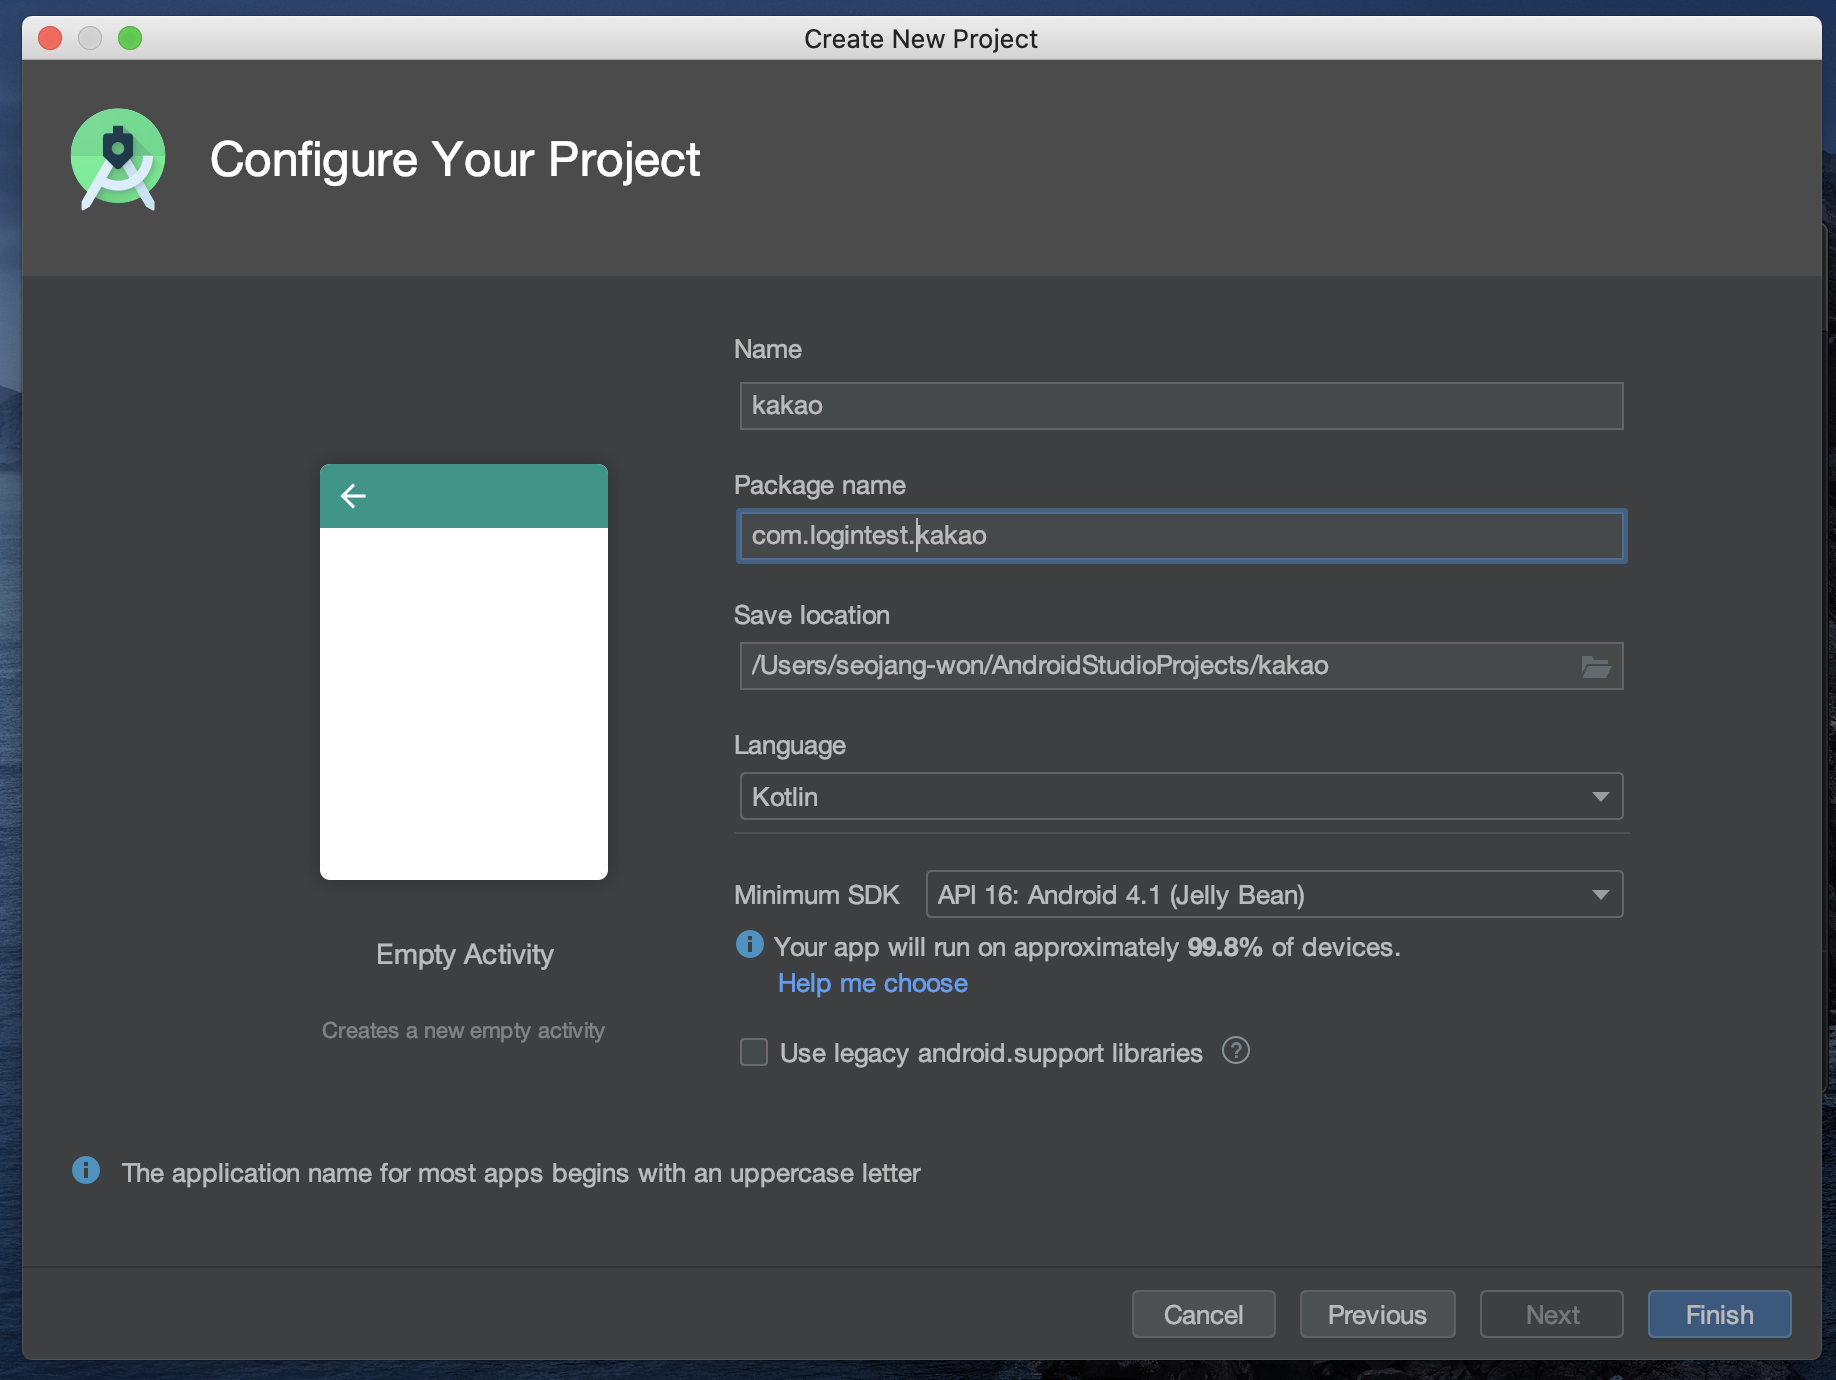 Create New Project
Configure Your Project
Name
kakao
Package name
com.logintest.kakao
Save location
/Users/seojang-won/AndroidStudioProjects/kakao
Language
Kotlin
Minimum SDK API 16: Android 4.1 (Jelly Bean)
Your app will run on approximately 99.8% of devices.
Help me choose
Use legacy android.support libraries ?
Empty Activity
Creates a new empty activity
The application name for most apps begins with an uppercase letter
Cancel Previous Next Finish